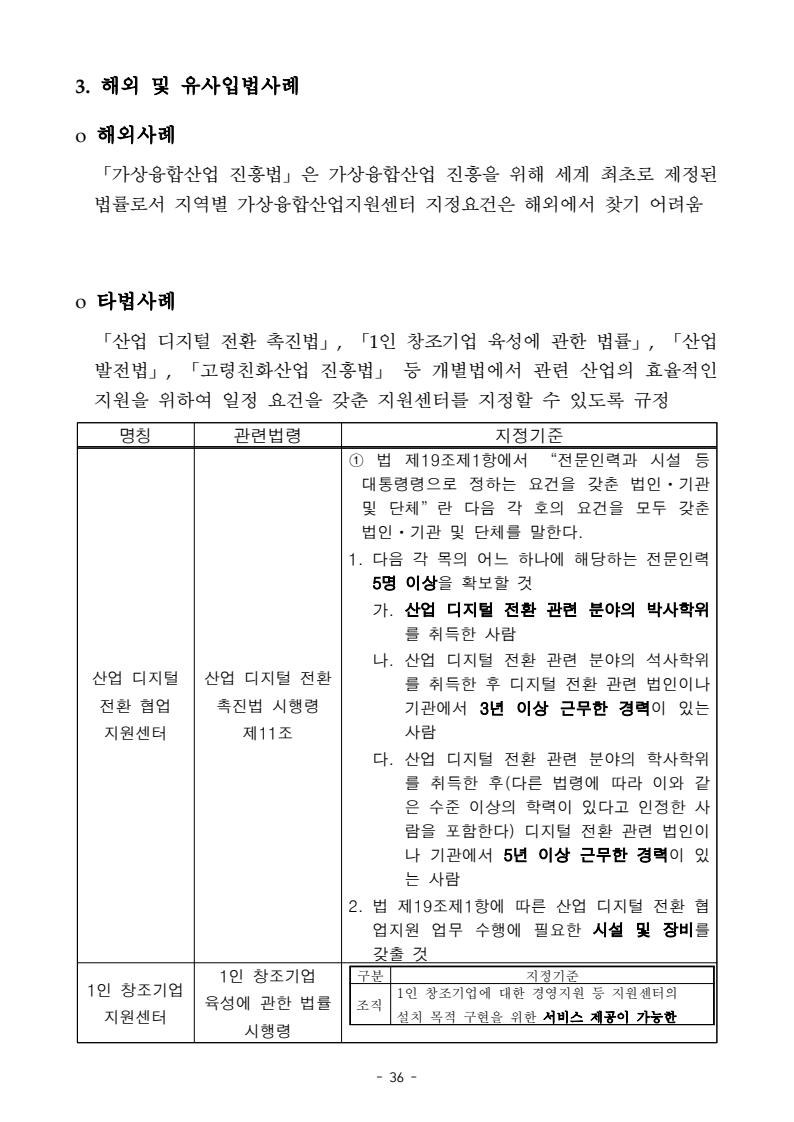 3. 해외 및 유사입법사례
o 해외사례
「가상융합산업 진흥법」은 가상융합산업 진흥을 위해 세계 최초로 제정된
법률로서 지역별 가상융합산업지원센터 지정요건은 해외에서 찾기 어려움
o 타법사례
「산업 디지털 전환 촉진법」, 「1인 창조기업 육성에 관한 법률」, 「산업
발전법」, 「고령친화산업 진흥법」 등 개별법에서 관련 산업의 효율적인
지원을 위하여 일정 요건을 갖춘 지원센터를 지정할 수 있도록 규정
명칭 관련법령 지정기준
산업 디지털
전환 협업
지원센터
산업 디지털 전환
촉진법 시행령
제11조
① 법 제19조제1항에서 “전문인력과 시설 등
대통령령으로 정하는 요건을 갖춘 법인·기관
및 단체”란 다음 각 호의 요건을 모두 갖춘
법인·기관 및 단체를 말한다.
1. 다음 각 목의 어느 하나에 해당하는 전문인력
5명 이상을 확보할 것
가. 산업 디지털 전환 관련 분야의 박사학위
를 취득한 사람
나. 산업 디지털 전환 관련 분야의 석사학위
를 취득한 후 디지털 전환 관련 법인이나
기관에서 3년 이상 근무한 경력이 있는
사람
다. 산업 디지털 전환 관련 분야의 학사학위
를 취득한 후(다른 법령에 따라 이와 같
은 수준 이상의 학력이 있다고 인정한 사
람을 포함한다) 디지털 전환 관련 법인이
나 기관에서 5년 이상 근무한 경력이 있
는 사람
2. 법 제19조제1항에 따른 산업 디지털 전환 협
업지원 업무 수행에 필요한 시설 및 장비를
갖출 것
1인 창조기업
지원센터
1인 창조기업
육성에 관한 법률
시행령
구분 지정기준
조직
1인 창조기업에 대한 경영지원 등 지원센터의
설치 목적 구현을 위한 서비스 제공이 가능한
- 36 -